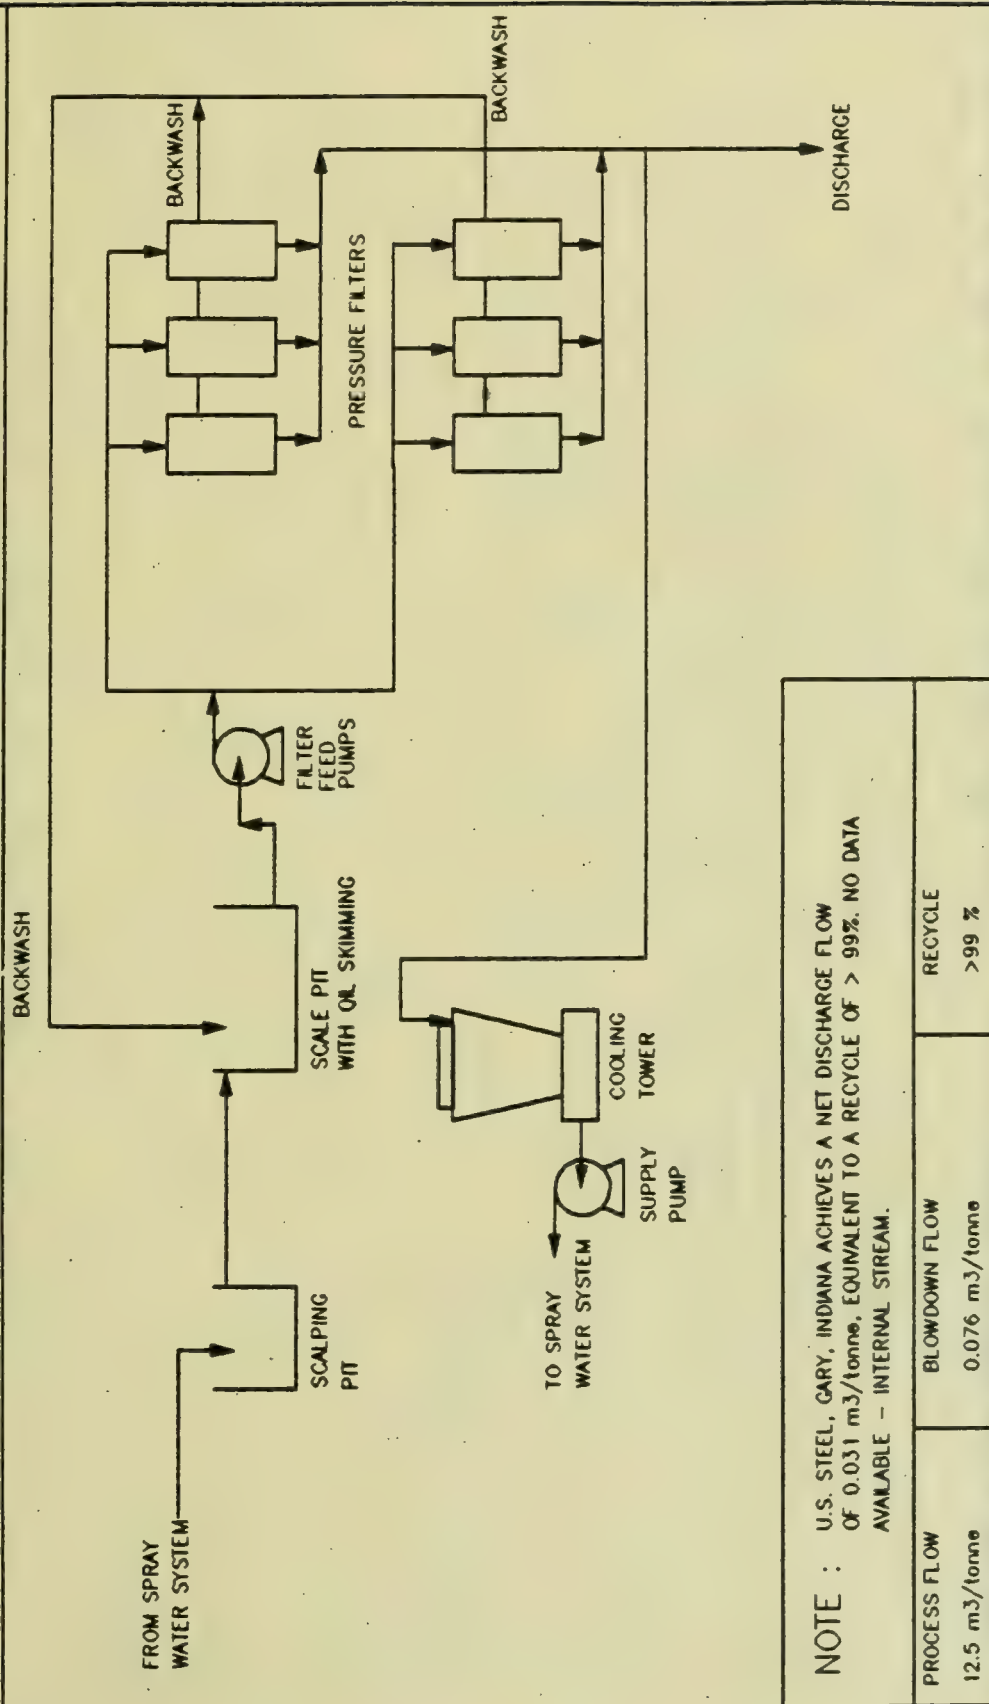 BACKWASH
BACKWASH
BACKWASH
FROM SPRAY
WATER SYSTEM
SCALPING
PIT
SCALE PIT
WITH OIL SKIMMING
FILTER
FEED
PUMPS
PRESSURE FILTERS
TO SPRAY
WATER SYSTEM
SUPPLY
PUMP
COOLING
TOWER
DISCHARGE
NOTE : U.S. STEEL, GARY, INDIANA ACHIEVES A NET DISCHARGE FLOW
OF 0.031 m3/tonne, EQUIVALENT TO A RECYCLE OF > 99%. NO DATA
AVAILABLE - INTERNAL STREAM.
PROCESS FLOW BLOWDOWN FLOW RECYCLE
12.5 m3/tonne 0.076 m3/tonne >99 %